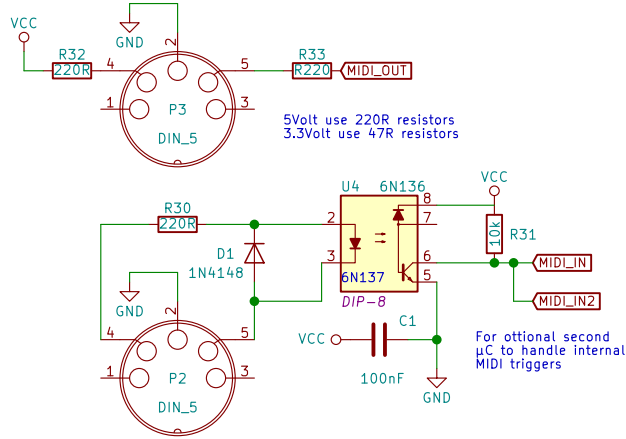 VCC
GND
R32
220R
4
2
5
R33
R220
MIDI_OUT
1
P3
3
DIN_5
5Volt use 220R resistors
3.3Volt use 47R resistors
U4
6N136
VCC
R30
220R
2
8
7
10k
R31
D1
1N4148
3
6N137
6
5
MIDI_IN
DIP-8
MIDI_IN2
GND
4
2
5
VCC
C1
100nF
For ottional second
µC to handle internal
MIDI triggers
1
P2
3
DIN_5
GND